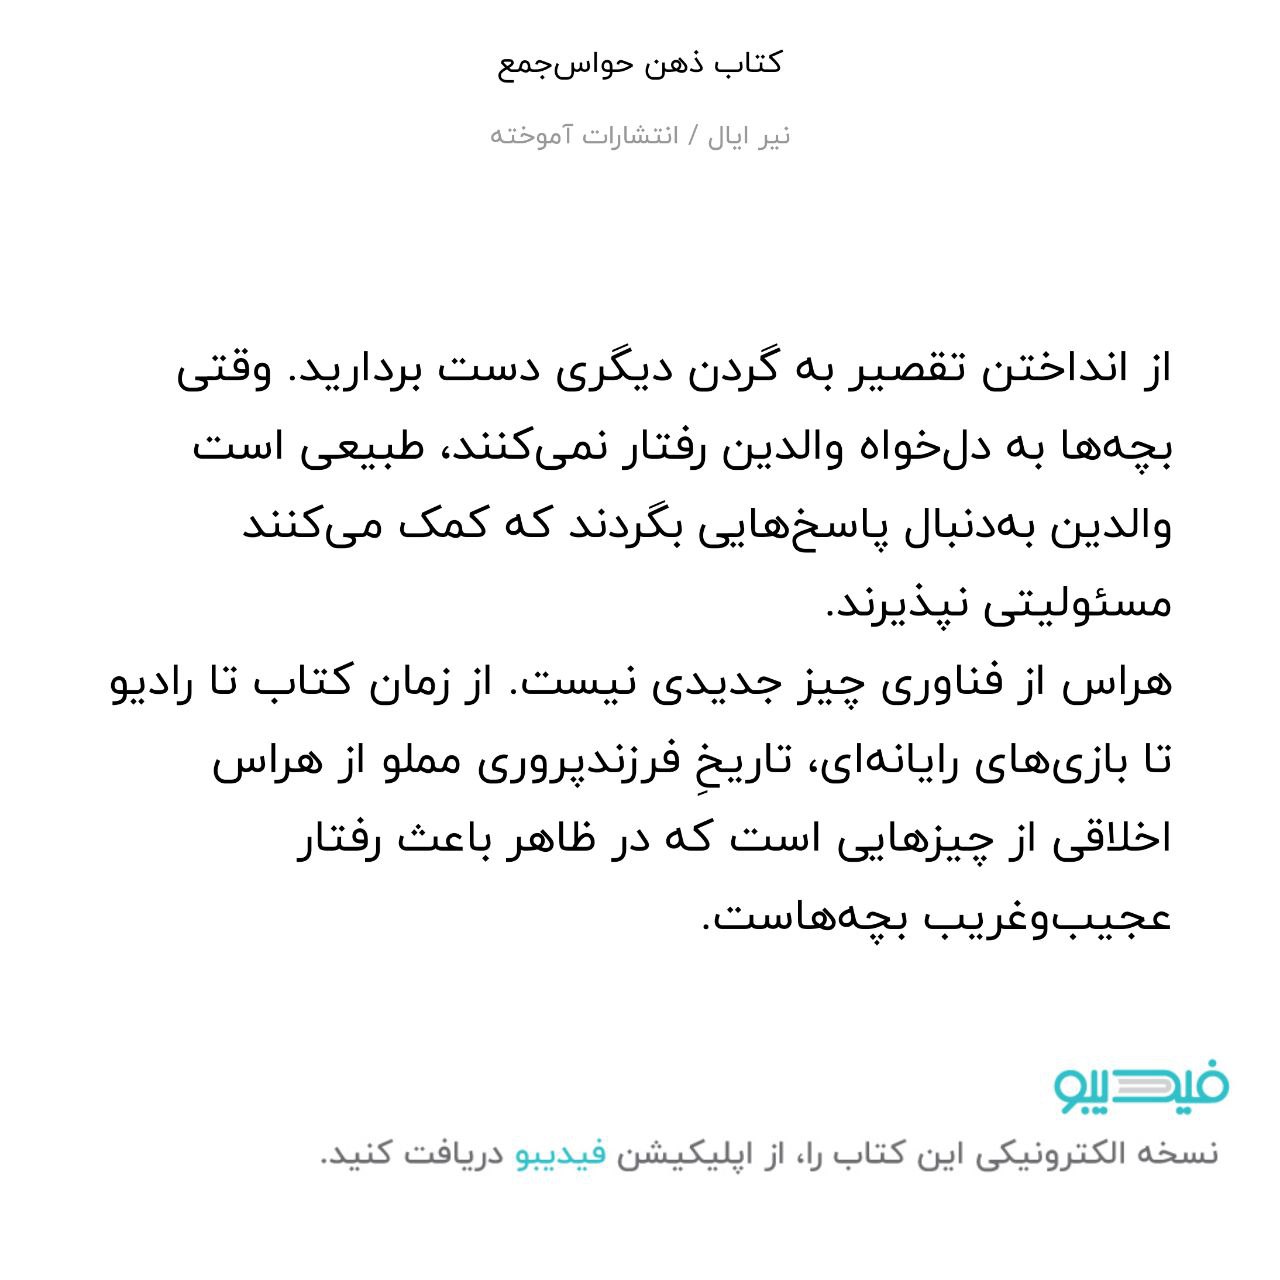 کتاب ذهن حواس‌جمع
نیر ایال / انتشارات آموخته
از انداختن تقصیر به گردن دیگری دست بردارید. وقتی
بچه‌ها به دل‌خواه والدین رفتار نمی‌کنند، طبیعی است
والدین به‌دنبال پاسخ‌هایی بگردند که کمک می‌کنند
مسئولیتی نپذیرند.
هراس از فناوری چیز جدیدی نیست. از زمان کتاب تا رادیو
تا بازی‌های رایانه‌ای، تاریخِ فرزندپروری مملو از هراس
اخلاقی از چیزهایی است که در ظاهر باعث رفتار
عجیب‌وغریب بچه‌هاست.
فیدیبو
نسخه الکترونیکی این کتاب را، از اپلیکیشن فیدیبو دریافت کنید.